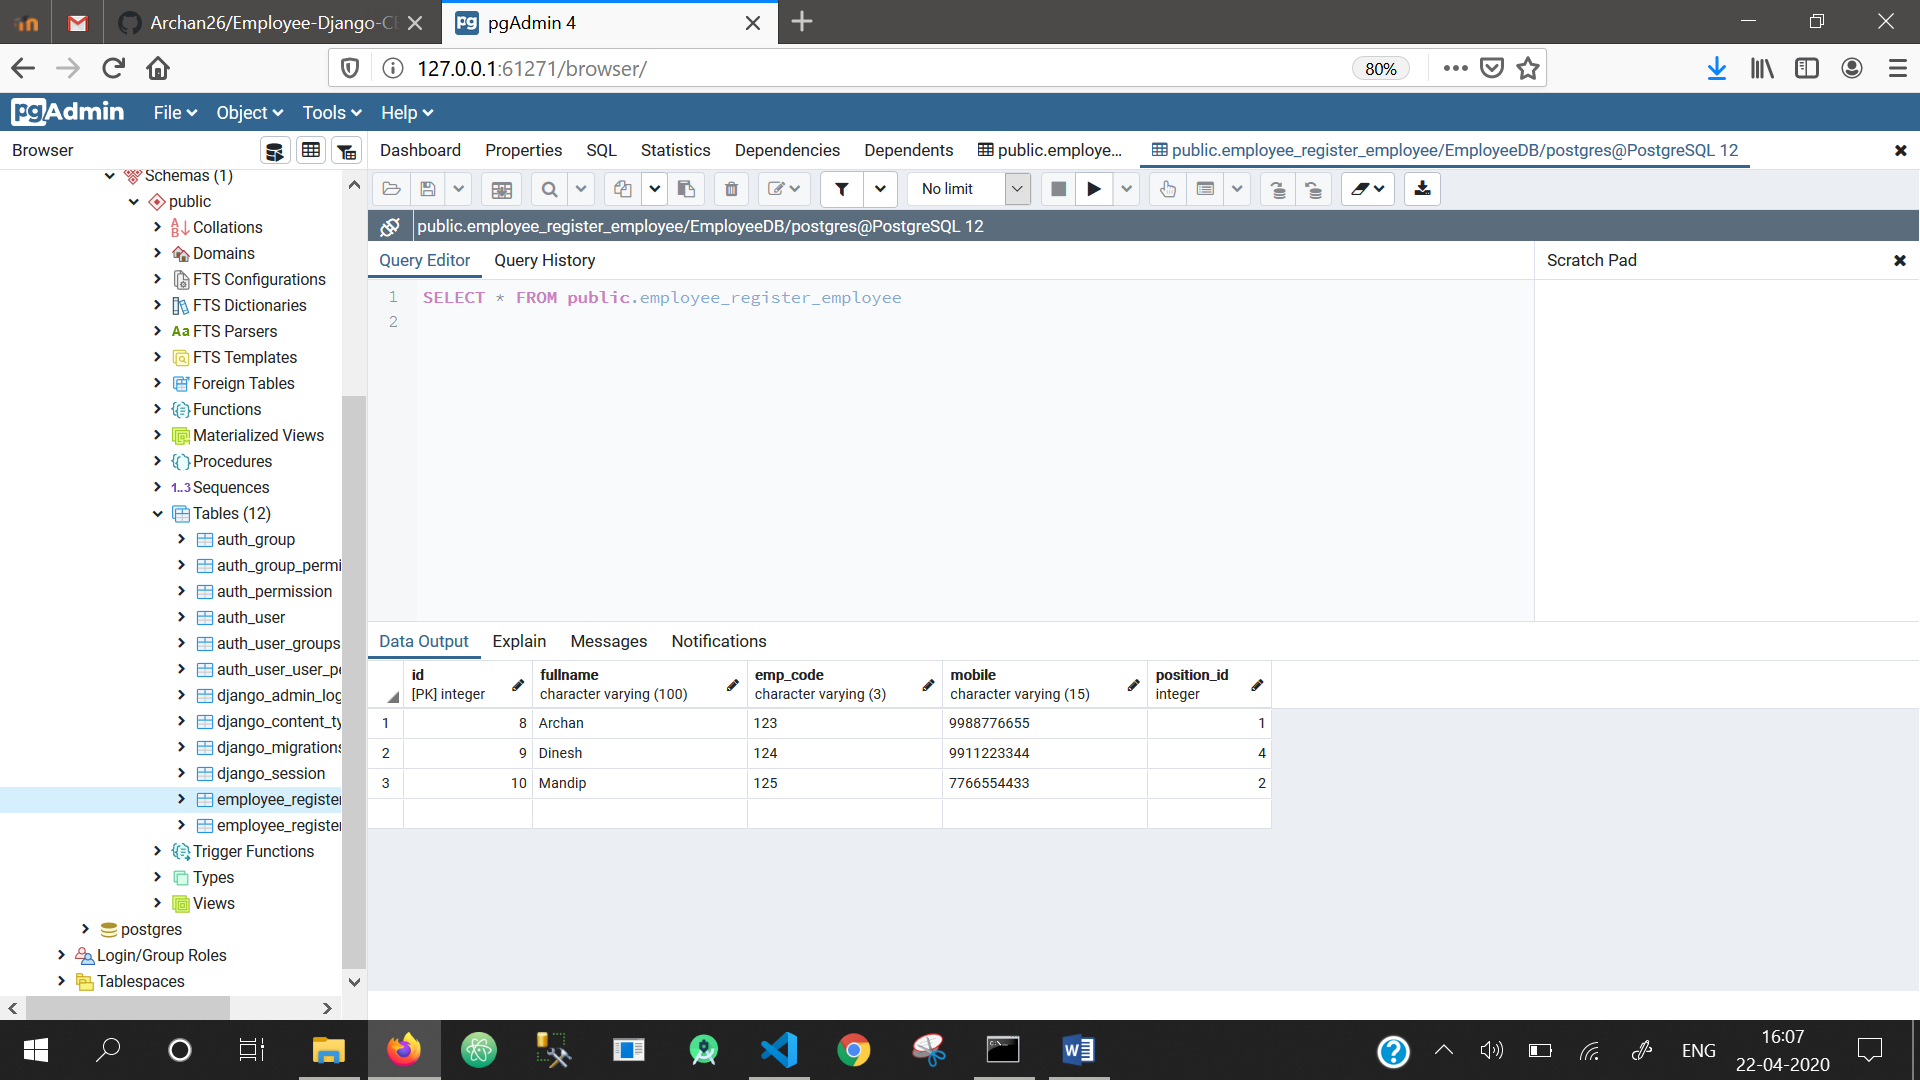 Archan26/Employee-Django-C
pgAdmin 4
127.0.0.1:61271/browser/
80%
pgAdmin
File
Object
Tools
Help
Browser
Dashboard
Properties
SQL
Statistics
Dependencies
Dependents
public.employe...
public.employee_register_employee/EmployeeDB/postgres@PostgreSQL 12
No limit
public.employee_register_employee/EmployeeDB/postgres@PostgreSQL 12
Query Editor
Query History
Scratch Pad
1 SELECT * FROM public.employee_register_employee
2
Schemas (1)
public
Collations
Domains
FTS Configurations
FTS Dictionaries
Aa FTS Parsers
FTS Templates
Foreign Tables
Functions
Materialized Views
Procedures
1..3 Sequences
Tables (12)
auth_group
auth_group_permi
auth_permission
auth_user
auth_user_groups
auth_user_user_pe
django_admin_log
django_content_ty
django_migrations
django_session
employee_register
employee_register
Trigger Functions
Types
Views
postgres
Login/Group Roles
Tablespaces
Data Output
Explain
Messages
Notifications
id fullname emp_code mobile position_id
[PK] integer character varying (100) character varying (3) character varying (15) integer
1 8 Archan 123 9988776655 1
2 9 Dinesh 124 9911223344 4
3 10 Mandip 125 7766554433 2
ENG
16:07
22-04-2020